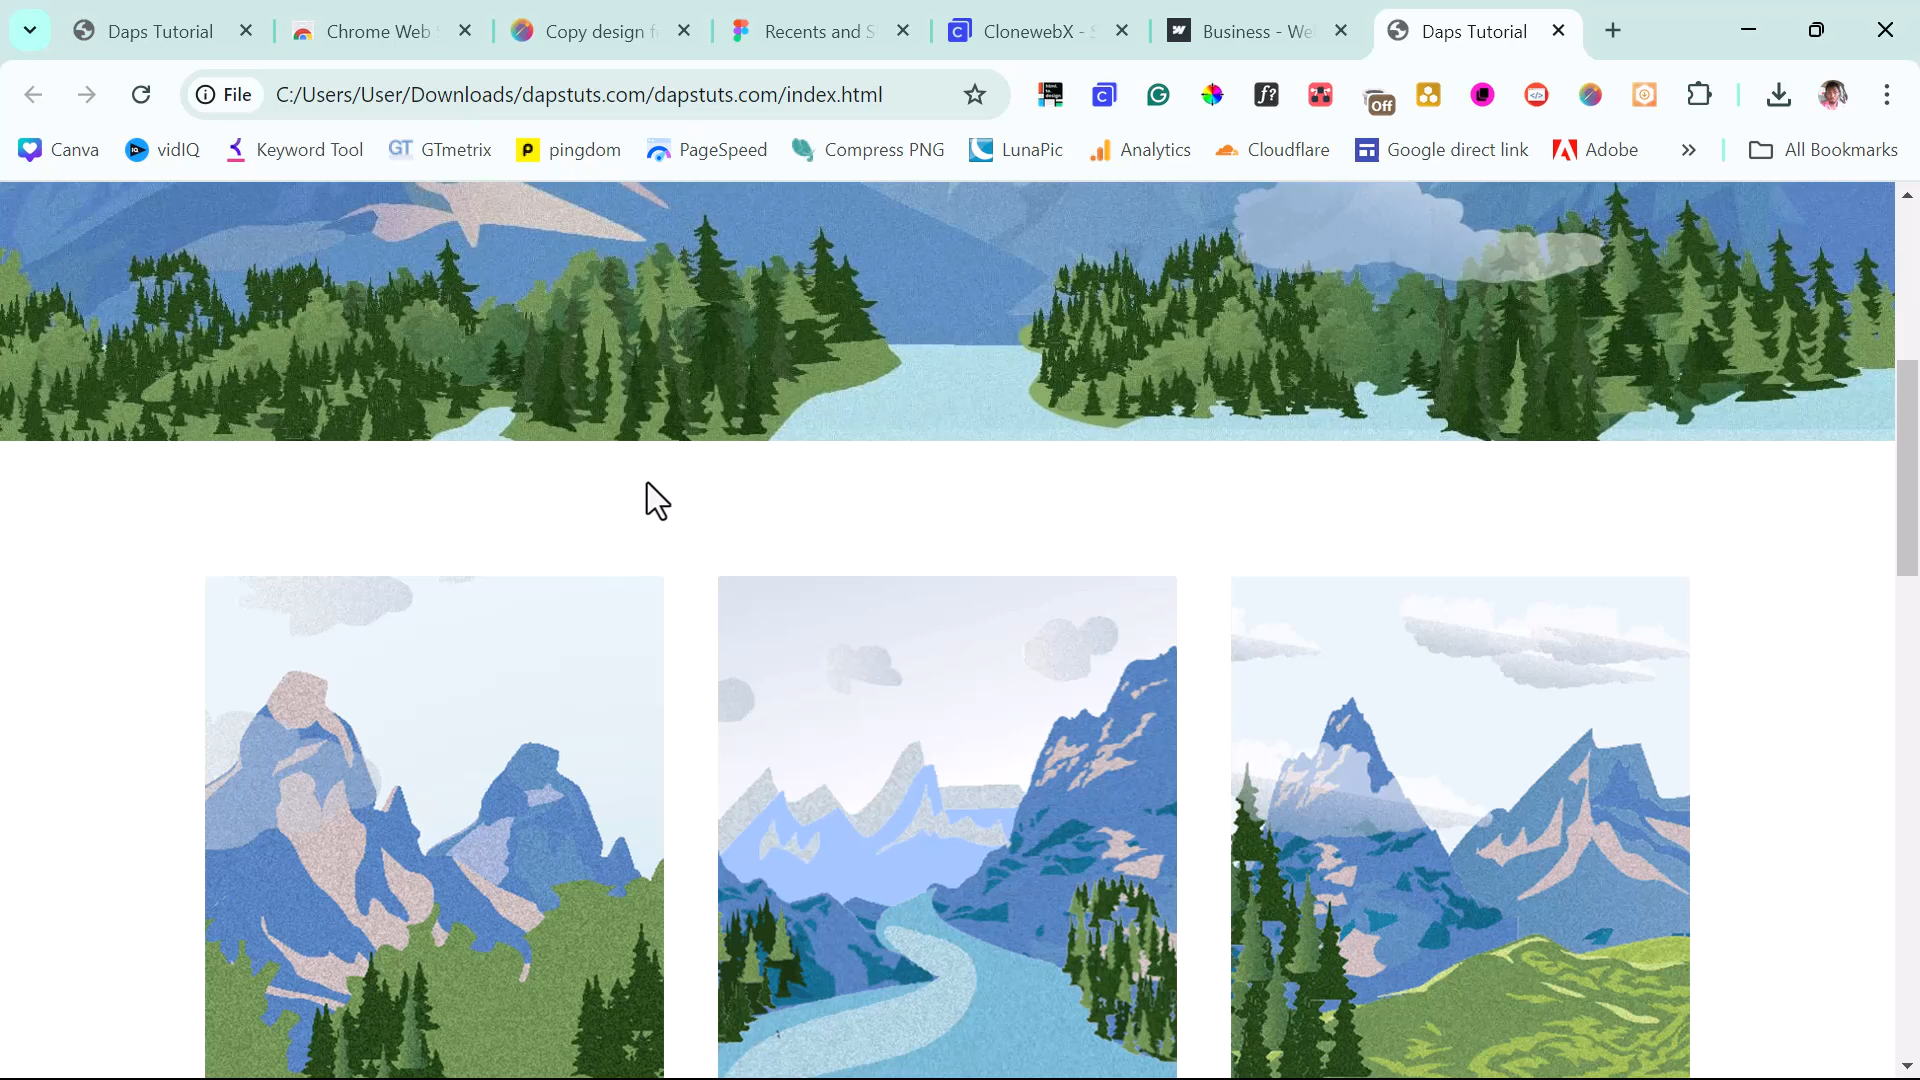 Daps Tutorial
Chrome Web
Copy design f
Recents and S
ClonewebX - S
Business - We
Daps Tutorial
File
C:/Users/User/Downloads/dapstuts.com/dapstuts.com/index.html
f?
Off
Canva
vidIQ
Keyword Tool
GT
GTmetrix
pingdom
PageSpeed
Compress PNG
LunaPic
Analytics
Cloudflare
Google direct link
Adobe
All Bookmarks